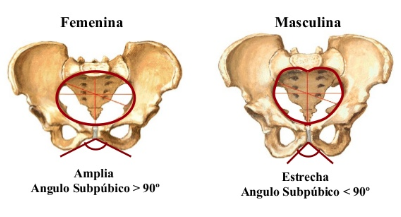 Femenina
Masculina
Amplia
Angulo Subpúbico > 90º
Estrecha
Angulo Subpúbico < 90º